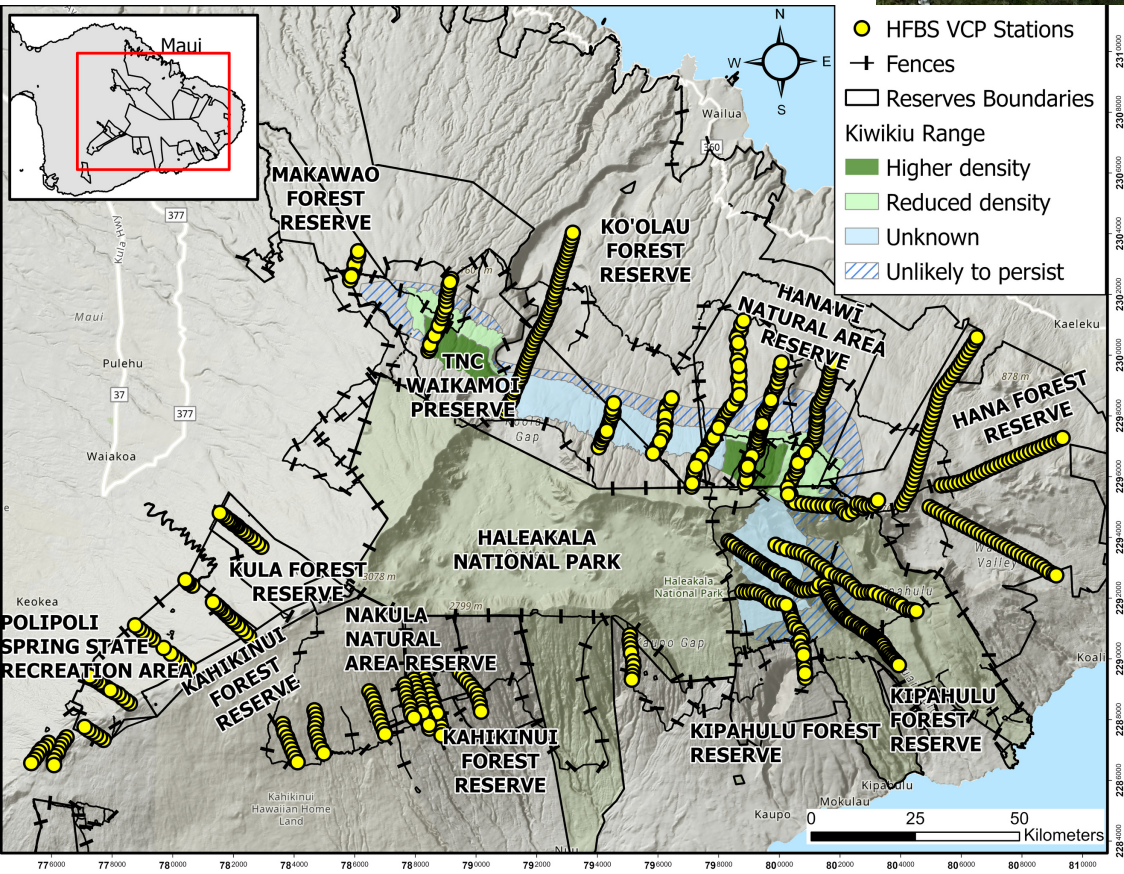 Maui
N
W
E
S
HFBS VCP Stations
Fences
Reserves Boundaries
Kiwikiu Range
Higher density
Reduced density
Unknown
Unlikely to persist
Wailua
360
377
Kula Hwy
MAKAWAO
FOREST
RESERVE
KO'OLAU
FOREST
RESERVE
HANAWĪ
NATURAL AREA
RESERVE
Kaeleku
Maui
Pulehu
37
377
TNC
WAIKAMOI
PRESERVE
Gap
878 m
HANA FOREST
RESERVE
Waiakoa
HALEAKALA
NATIONAL PARK
Valley
3078 m
KULA FOREST
RESERVE
Haleakala
National Park
2799 m
Keokea
POLIPOLI
SPRING STATE
RECREATION AREA
KAHIKINUI
FOREST
RESERVE
NAKULA
NATURAL
AREA RESERVE
Gap
Koali
KAHIKINUI
FOREST
RESERVE
KIPAHULU FOREST
RESERVE
KIPAHULU
FOREST
RESERVE
Kahikinui
Hawaiian Home
Land
Kipahulu
Mokulau
Kaupo
Nuu
0 25 50
Kilometers
776000 778000 780000 782000 784000 786000 788000 790000 792000 794000 796000 798000 800000 802000 806000 808000 810000
2310000
2308000
2306000
2304000
2302000
2300000
2298000
2296000
2294000
2292000
2290000
2288000
2286000
2284000